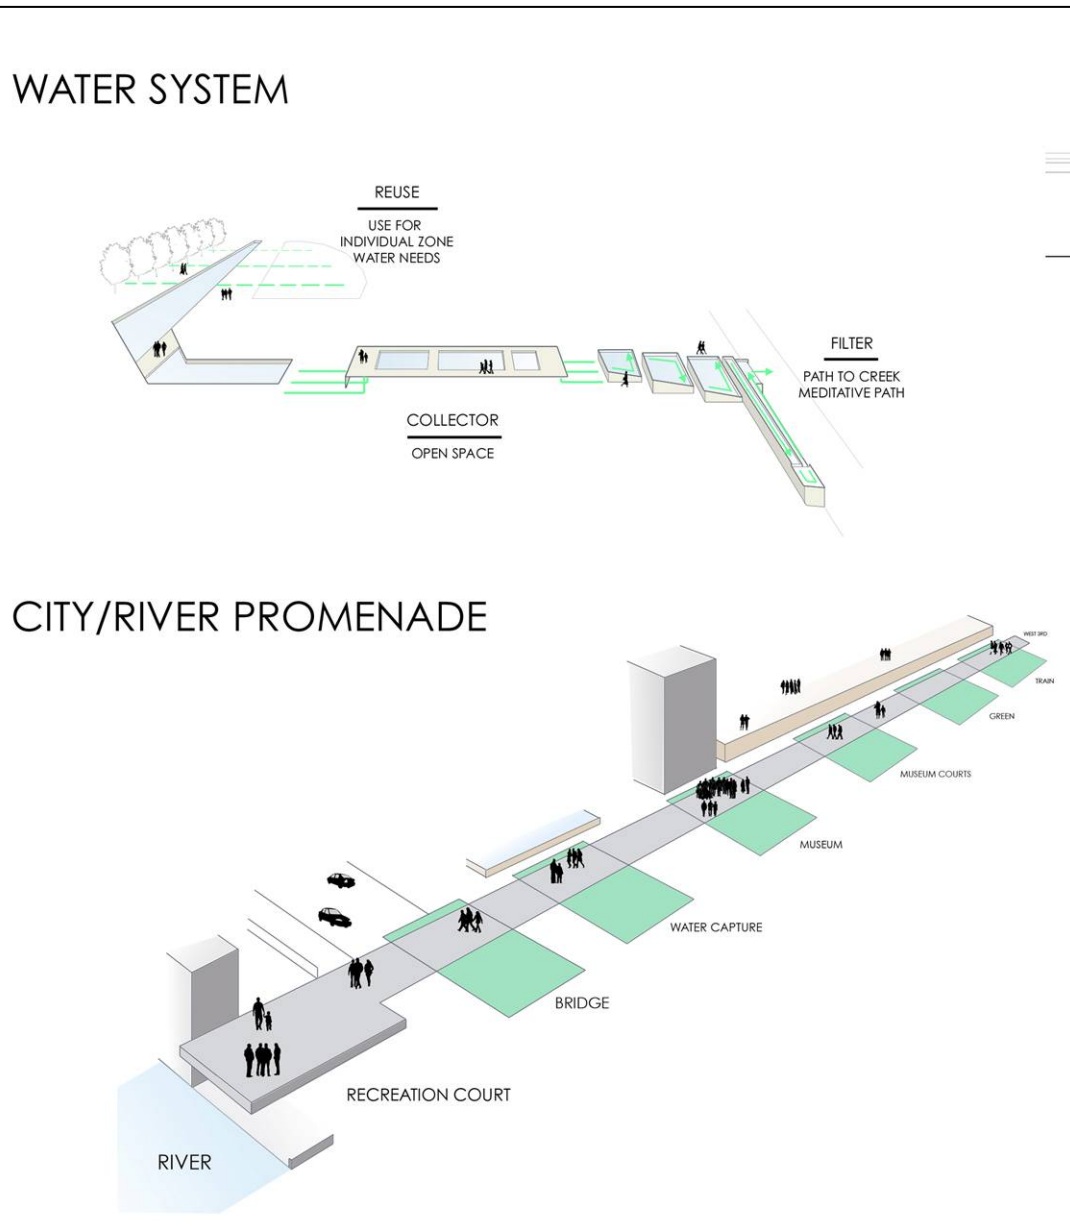 WATER SYSTEM
REUSE
USE FOR
INDIVIDUAL ZONE
WATER NEEDS
FILTER
PATH TO CREEK
MEDITATIVE PATH
COLLECTOR
OPEN SPACE
CITY/RIVER PROMENADE
WEST 3RD
TRAIN
GREEN
MUSEUM COURTS
MUSEUM
WATER CAPTURE
BRIDGE
RECREATION COURT
RIVER